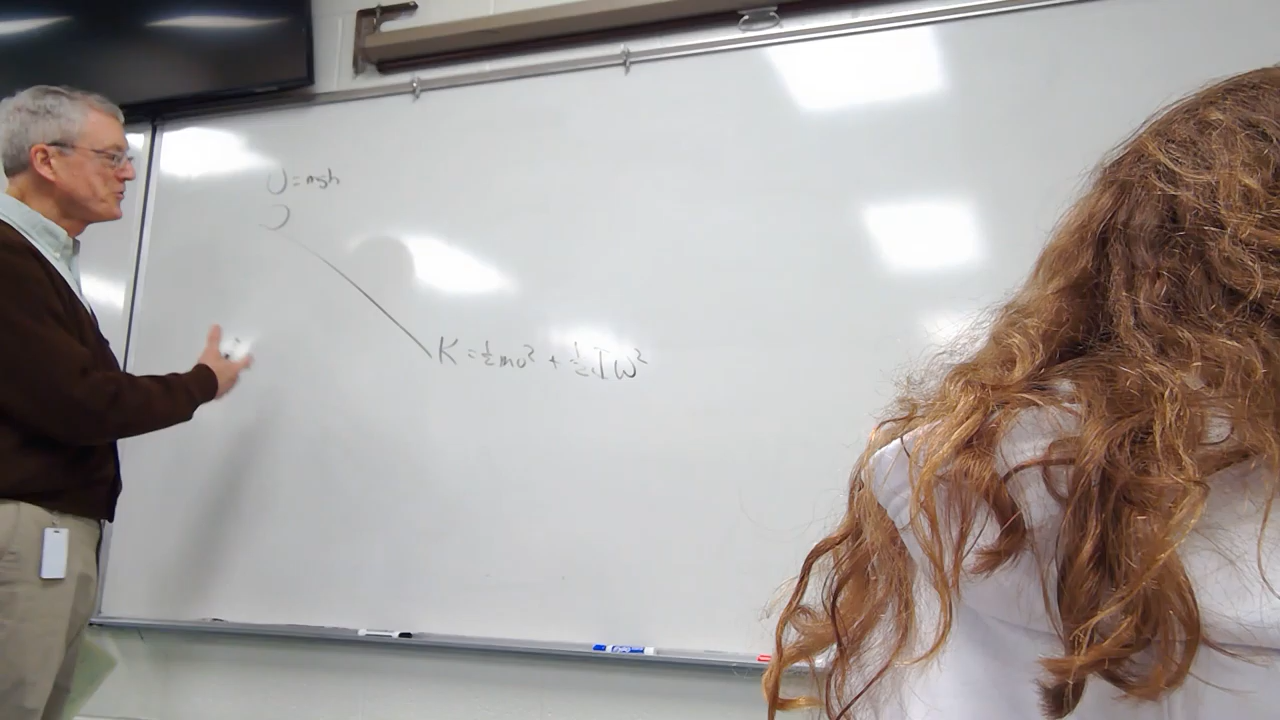 U = mgh
K = ½mv² + ½Iω²